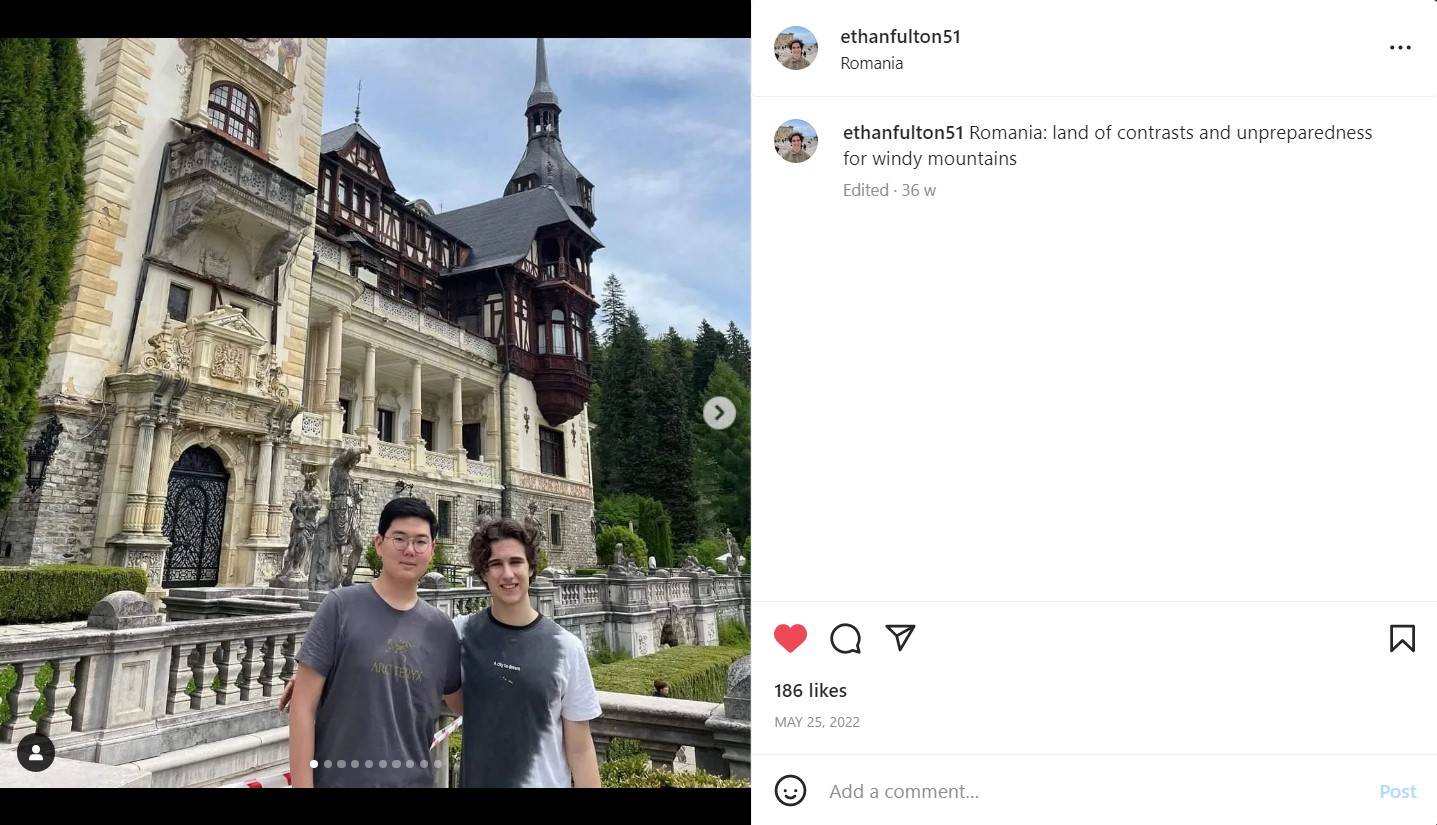 ethanfulton51
Romania
ethanfulton51 Romania: land of contrasts and unpreparedness
for windy mountains
Edited · 36 w
ARC'TERYX
186 likes
MAY 25, 2022
Add a comment...
Post